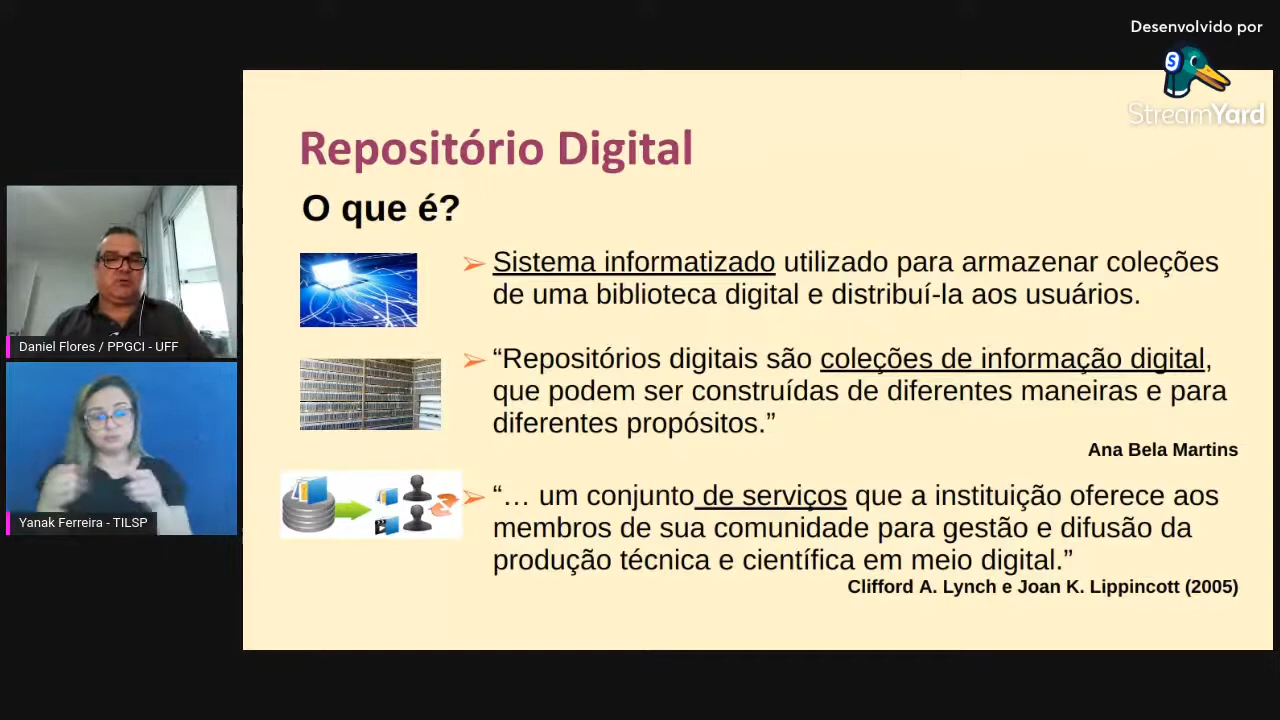 Desenvolvido por
StreamYard
Repositório Digital
O que é?
➢ Sistema informatizado utilizado para armazenar coleções
de uma biblioteca digital e distribuí-la aos usuários.
➢ “Repositórios digitais são coleções de informação digital,
que podem ser construídas de diferentes maneiras e para
diferentes propósitos.”
Ana Bela Martins
➢ “… um conjunto de serviços que a instituição oferece aos
membros de sua comunidade para gestão e difusão da
produção técnica e científica em meio digital.”
Clifford A. Lynch e Joan K. Lippincott (2005)
Daniel Flores / PPGCI - UFF
Yanak Ferreira - TILSP